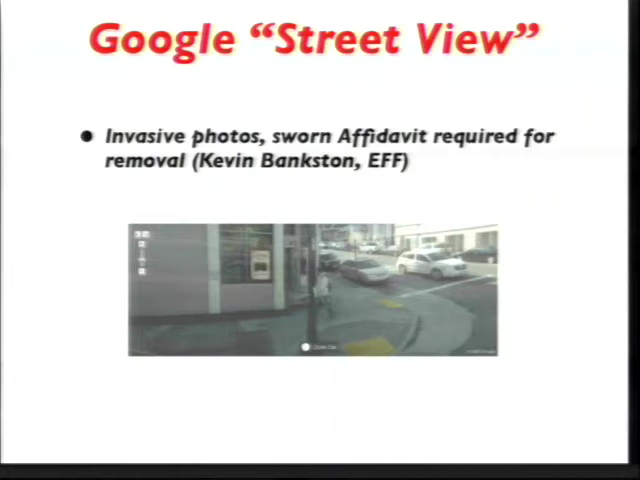 Google “Street View”
● Invasive photos, sworn Affidavit required for
removal (Kevin Bankston, EFF)